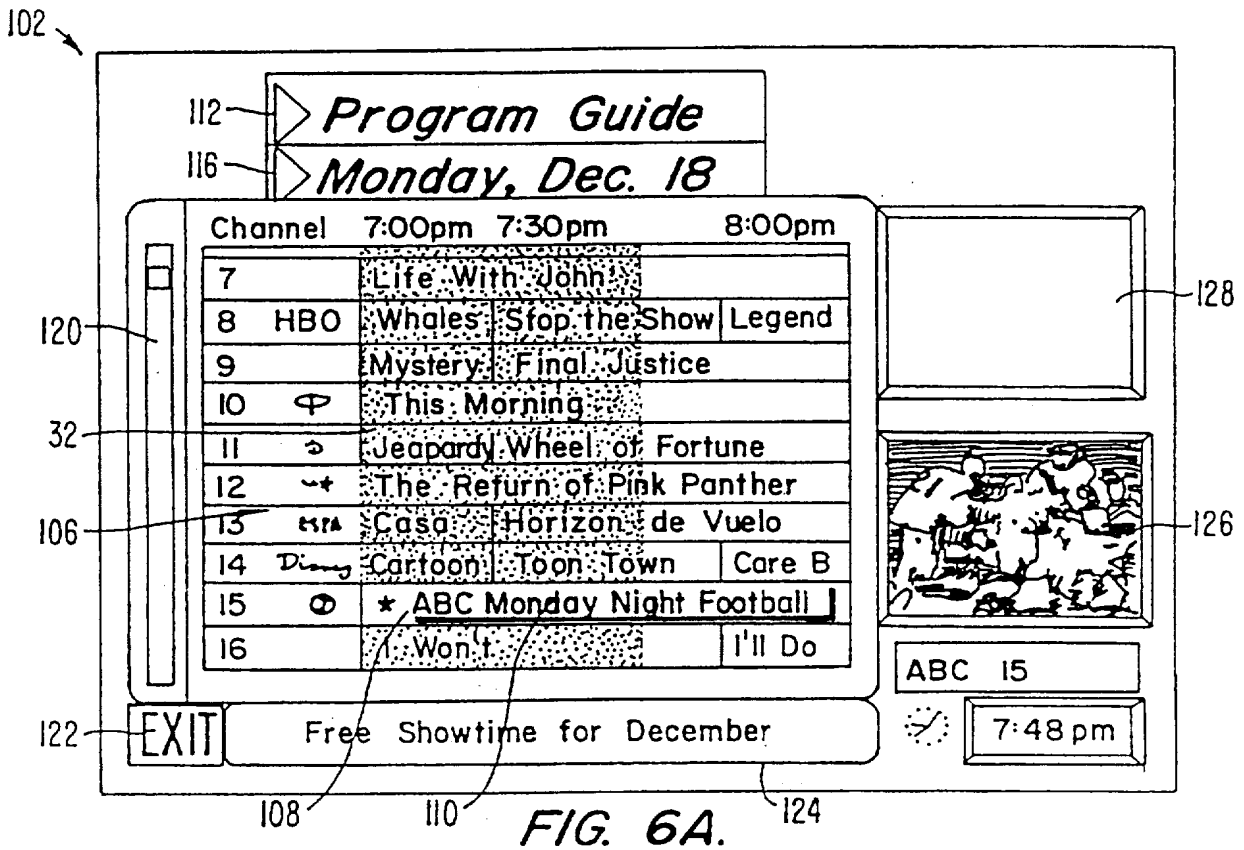 102
112 Program Guide
116 Monday, Dec. 18
Channel 7:00pm 7:30pm 8:00pm
7 Life With John
8 HBO Whales Stop the Show Legend
128
120
9 Mystery Final Justice
10 This Morning
32
11 Jeapardy Wheel of Fortune
12 The Return of Pink Panther
106
13 Casa Horizon de Vuelo
126
14 Disney Cartoon Toon Town Care B
15 ★ ABC Monday Night Football
16 I Won't I'll Do
ABC 15
122 EXIT Free Showtime for December
7:48 pm
108 110 124
FIG. 6A.